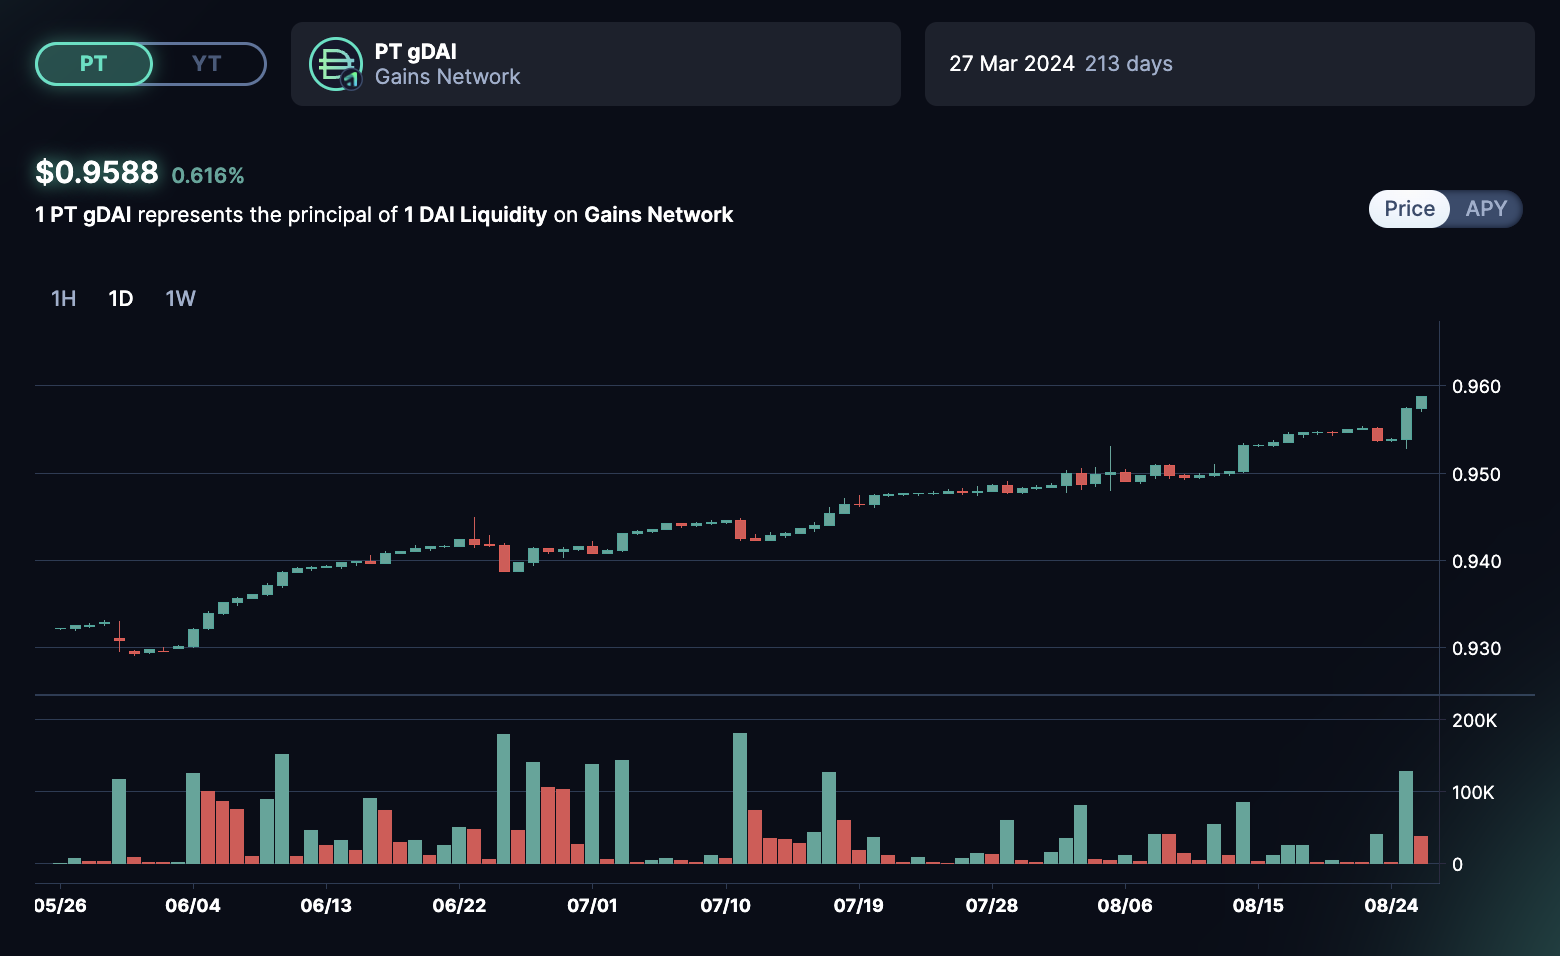 PT YT
PT gDAI
Gains Network
27 Mar 2024 213 days
$0.9588 0.616%
1 PT gDAI represents the principal of 1 DAI Liquidity on Gains Network
Price APY
1H 1D 1W
0.960
0.950
0.940
0.930
200K
100K
0
05/26 06/04 06/13 06/22 07/01 07/10 07/19 07/28 08/06 08/15 08/24